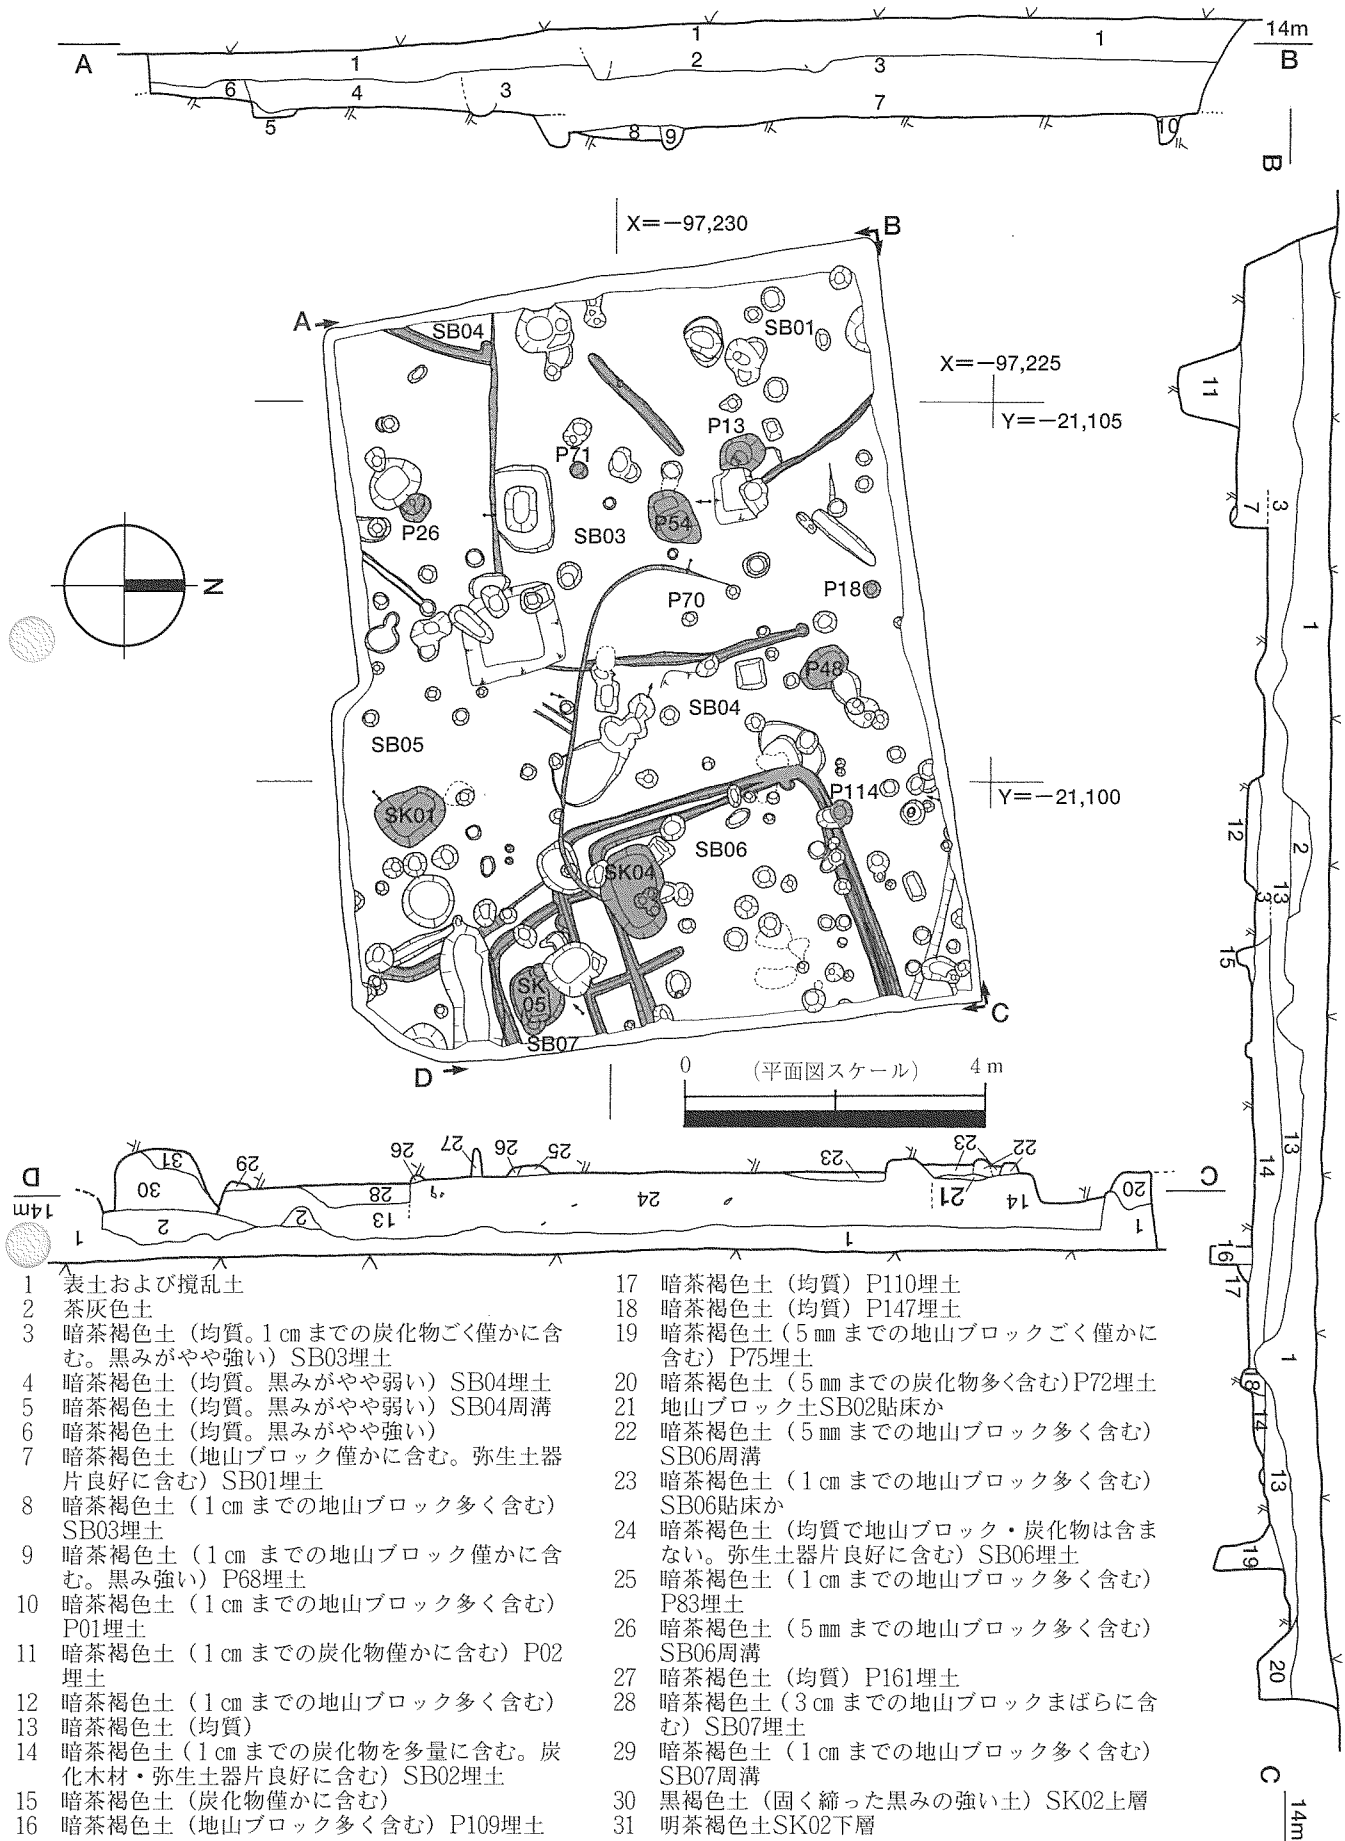 1
1
1
14m
A
B
2
3
6
4
3
7
5
8
9
10
B
X=−97,230
B
A
SB04
SB01
X=−97,225
Y=−21,105
11
P13
P71
P26
P54
SB03
7
3
N
P70
P18
P48
1
SB04
SB05
Y=−21,100
P114
SK01
12
2
SB06
SK04
13
3
15
SK
05
C
SB07
D
0
(平面図スケール)
4m
D
14m
31
30
29
28
26
27
26
25
23
23
22
24
21
14
20
13
2
2
1
1
1
C
14
13
16
17
1
18
14
13
19
20
C
14m
1 表土および撹乱土
2 茶灰色土
3 暗茶褐色土(均質。1㎝までの炭化物ごく僅かに含
む。黒みがやや強い)SB03埋土
4 暗茶褐色土(均質。黒みがやや弱い)SB04埋土
5 暗茶褐色土(均質。黒みがやや弱い)SB04周溝
6 暗茶褐色土(均質。黒みがやや強い)
7 暗茶褐色土(地山ブロック僅かに含む。弥生土器
片良好に含む)SB01埋土
8 暗茶褐色土(1㎝までの地山ブロック多く含む)
SB03埋土
9 暗茶褐色土(1㎝ までの地山ブロック僅かに含
む。黒み強い)P68埋土
10 暗茶褐色土(1㎝までの地山ブロック多く含む)
P01埋土
11 暗茶褐色土(1㎝までの炭化物僅かに含む)P02
埋土
12 暗茶褐色土(1㎝までの地山ブロック多く含む)
13 暗茶褐色土(均質)
14 暗茶褐色土(1㎝までの炭化物を多量に含む。炭
化木材・弥生土器片良好に含む)SB02埋土
15 暗茶褐色土(炭化物僅かに含む)
16 暗茶褐色土(地山ブロック多く含む)P109埋土
17 暗茶褐色土(均質)P110埋土
18 暗茶褐色土(均質)P147埋土
19 暗茶褐色土(5㎜までの地山ブロックごく僅かに
含む)P75埋土
20 暗茶褐色土(5㎜までの炭化物多く含む)P72埋土
21 地山ブロック土SB02貼床か
22 暗茶褐色土(5㎜までの地山ブロック多く含む)
SB06周溝
23 暗茶褐色土(1㎝までの地山ブロック多く含む)
SB06貼床か
24 暗茶褐色土(均質で地山ブロック・炭化物は含ま
ない。弥生土器片良好に含む)SB06埋土
25 暗茶褐色土(1㎝までの地山ブロック多く含む)
P83埋土
26 暗茶褐色土(5㎜までの地山ブロック多く含む)
SB06周溝
27 暗茶褐色土(均質)P161埋土
28 暗茶褐色土(3㎝までの地山ブロックまばらに含
む)SB07埋土
29 暗茶褐色土(1㎝までの地山ブロック多く含む)
SB07周溝
30 黒褐色土(固く締った黒みの強い土)SK02上層
31 明茶褐色土SK02下層